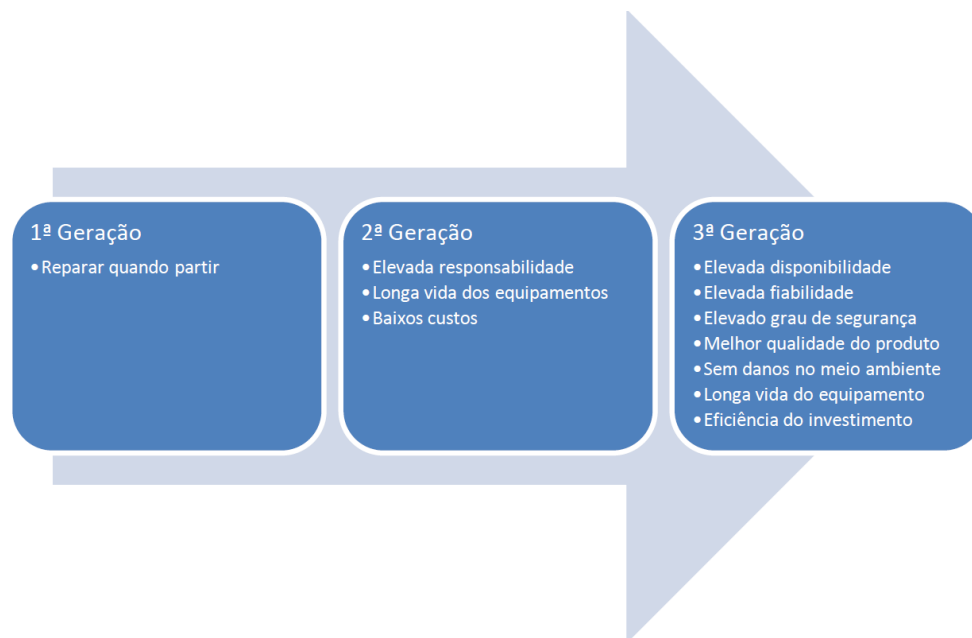 1ª Geração
•Reparar quando partir
2ª Geração
•Elevada responsabilidade
•Longa vida dos equipamentos
•Baixos custos
3ª Geração
•Elevada disponibilidade
•Elevada fiabilidade
•Elevado grau de segurança
•Melhor qualidade do produto
•Sem danos no meio ambiente
•Longa vida do equipamento
•Eficiência do investimento